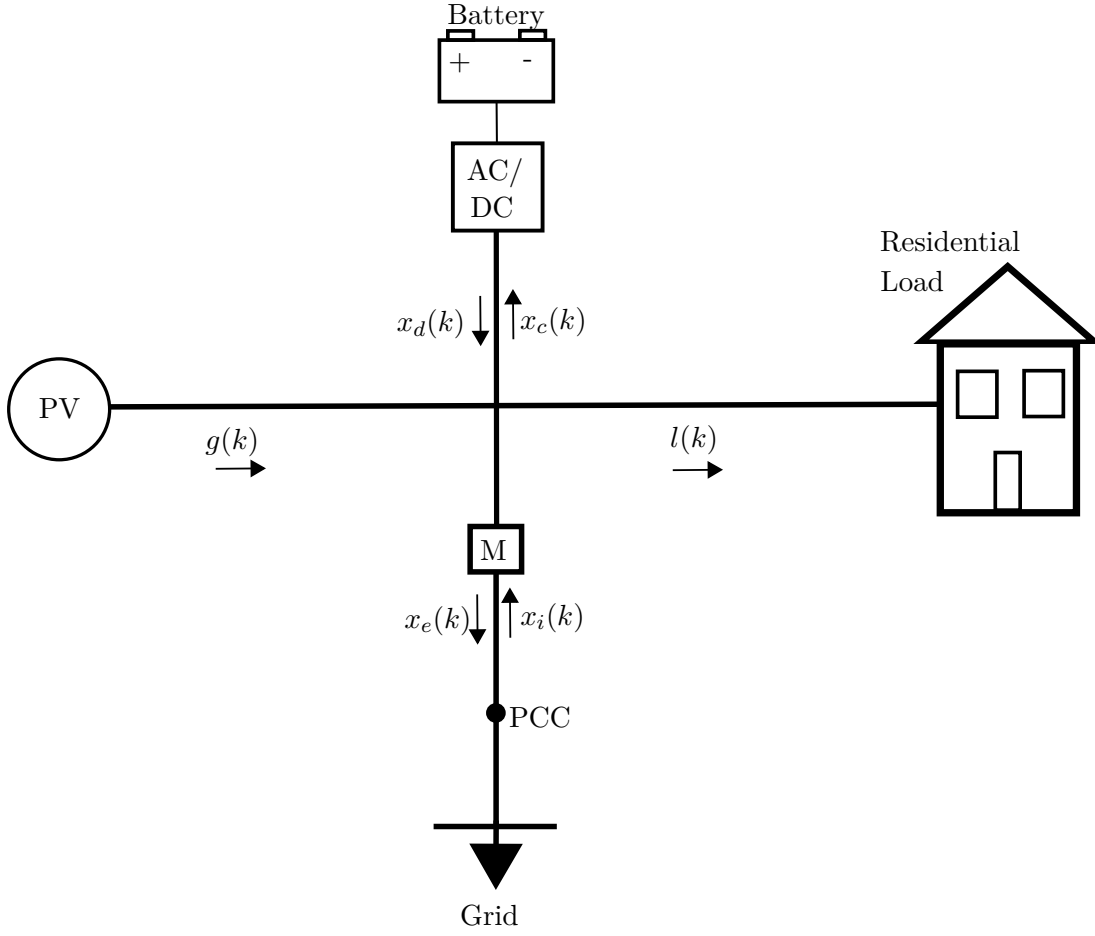 Battery
+ -
AC/
DC
Residential
Load
x_d(k) x_c(k)
PV
g(k)
l(k)
M
x_e(k) x_i(k)
PCC
Grid